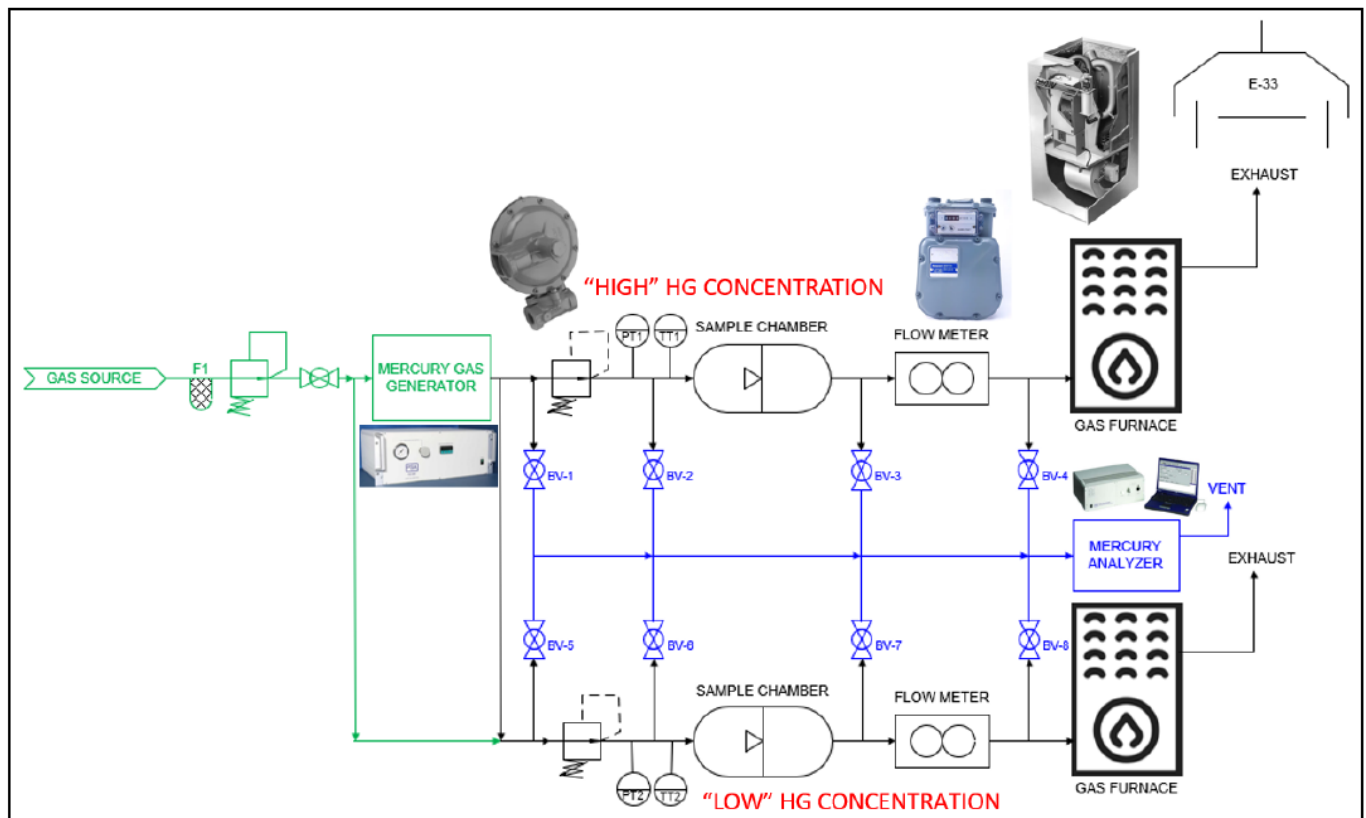 E-33
EXHAUST
"HIGH" HG CONCENTRATION
PT1
TT1
SAMPLE CHAMBER
FLOW METER
GAS SOURCE
F1
MERCURY GAS
GENERATOR
GAS FURNACE
BV-1
BV-2
BV-3
BV-4
VENT
MERCURY
ANALYZER
EXHAUST
BV-5
BV-6
BV-7
BV-8
SAMPLE CHAMBER
FLOW METER
PT2
TT2
"LOW" HG CONCENTRATION
GAS FURNACE